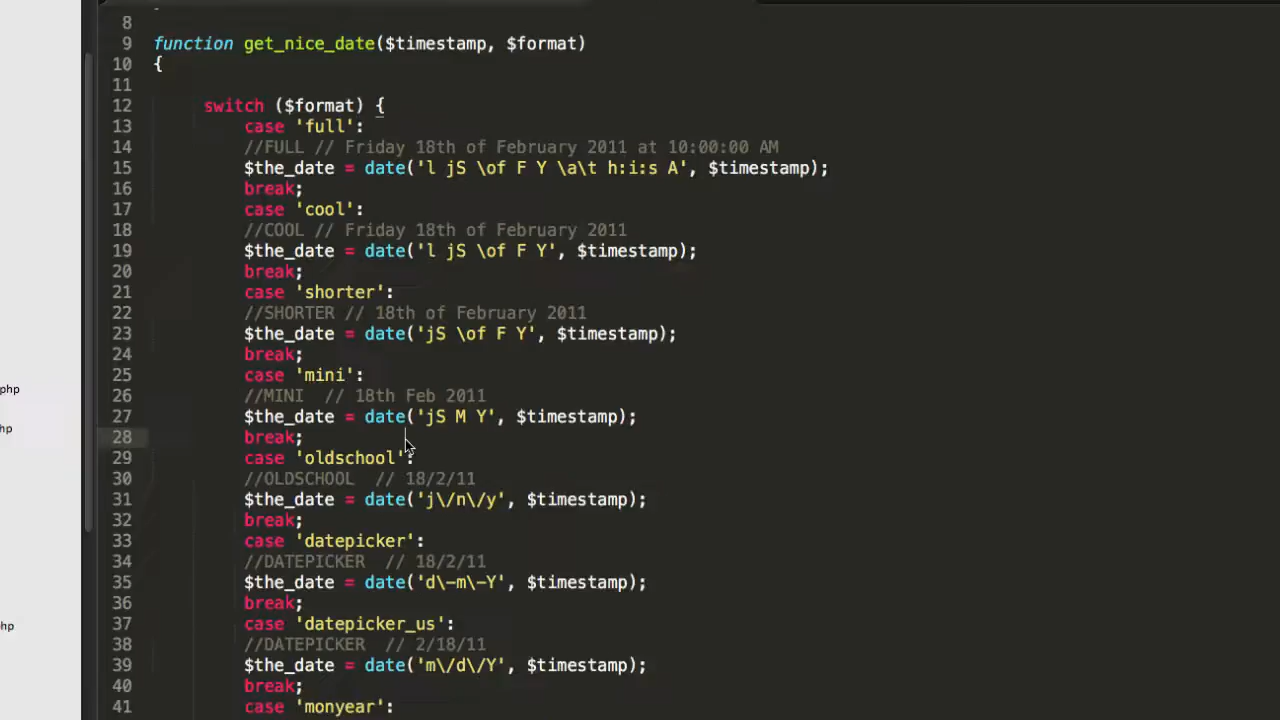 8
9 function get_nice_date($timestamp, $format)
10 {
11
12 switch ($format) {
13 case 'full':
14 //FULL // Friday 18th of February 2011 at 10:00:00 AM
15 $the_date = date('l jS \of F Y \a\t h:i:s A', $timestamp);
16 break;
17 case 'cool':
18 //COOL // Friday 18th of February 2011
19 $the_date = date('l jS \of F Y', $timestamp);
20 break;
21 case 'shorter':
22 //SHORTER // 18th of February 2011
23 $the_date = date('jS \of F Y', $timestamp);
24 break;
25 case 'mini':
26 //MINI // 18th Feb 2011
27 $the_date = date('jS M Y', $timestamp);
28 break;
29 case 'oldschool':
30 //OLDSCHOOL // 18/2/11
31 $the_date = date('j\/n\/y', $timestamp);
32 break;
33 case 'datepicker':
34 //DATEPICKER // 18/2/11
35 $the_date = date('d\-m\-Y', $timestamp);
36 break;
37 case 'datepicker_us':
38 //DATEPICKER // 2/18/11
39 $the_date = date('m\/d\/Y', $timestamp);
40 break;
41 case 'monyear':
php
hp
hp